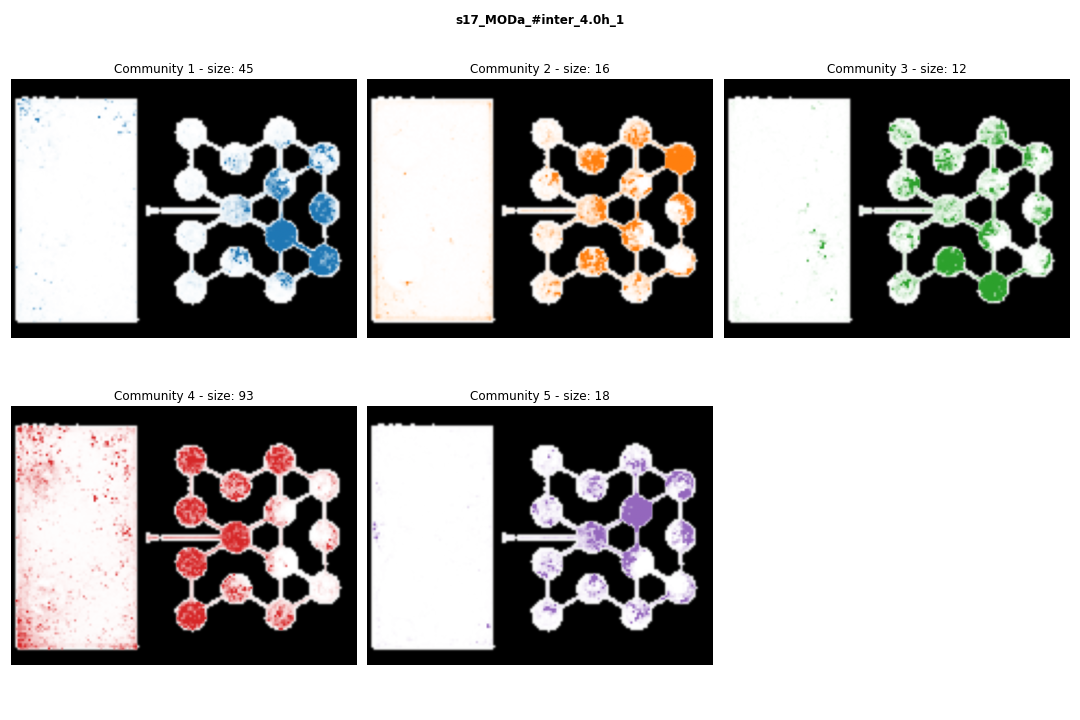 s17_MODa_#inter_4.0h_1
Community 1 - size: 45
Community 2 - size: 16
Community 3 - size: 12
Community 4 - size: 93
Community 5 - size: 18